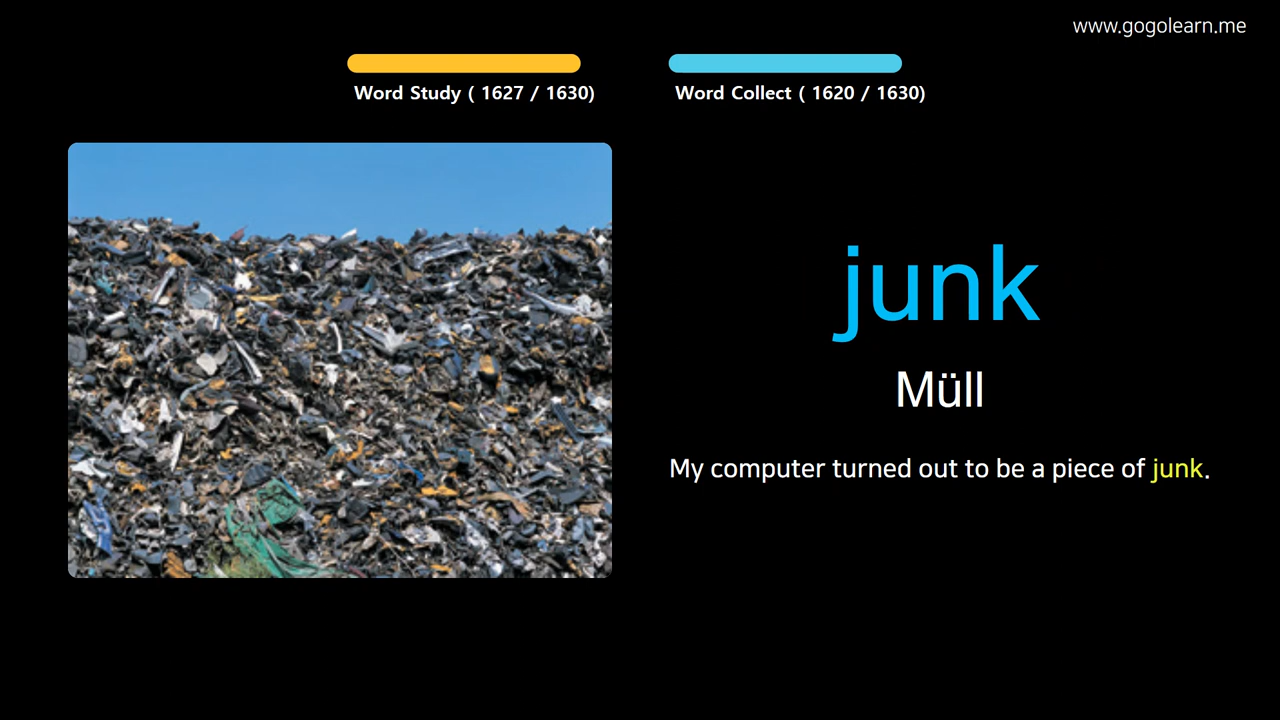 www.gogolearn.me
Word Study ( 1627 / 1630)
Word Collect ( 1620 / 1630)
junk
Müll
My computer turned out to be a piece of junk.